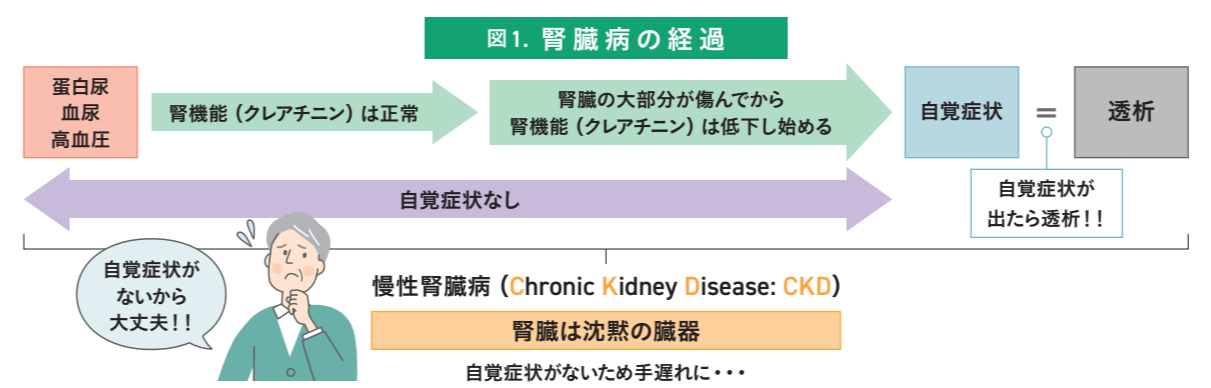 図1. 腎臓病の経過
蛋白尿
血尿
高血圧
腎機能（クレアチニン）は正常
腎臓の大部分が傷んでから
腎機能（クレアチニン）は低下し始める
自覚症状
＝
透析
自覚症状なし
自覚症状が
出たら透析！！
自覚症状が
ないから
大丈夫！！
慢性腎臓病（Chronic Kidney Disease: CKD）
腎臓は沈黙の臓器
自覚症状がないため手遅れに・・・